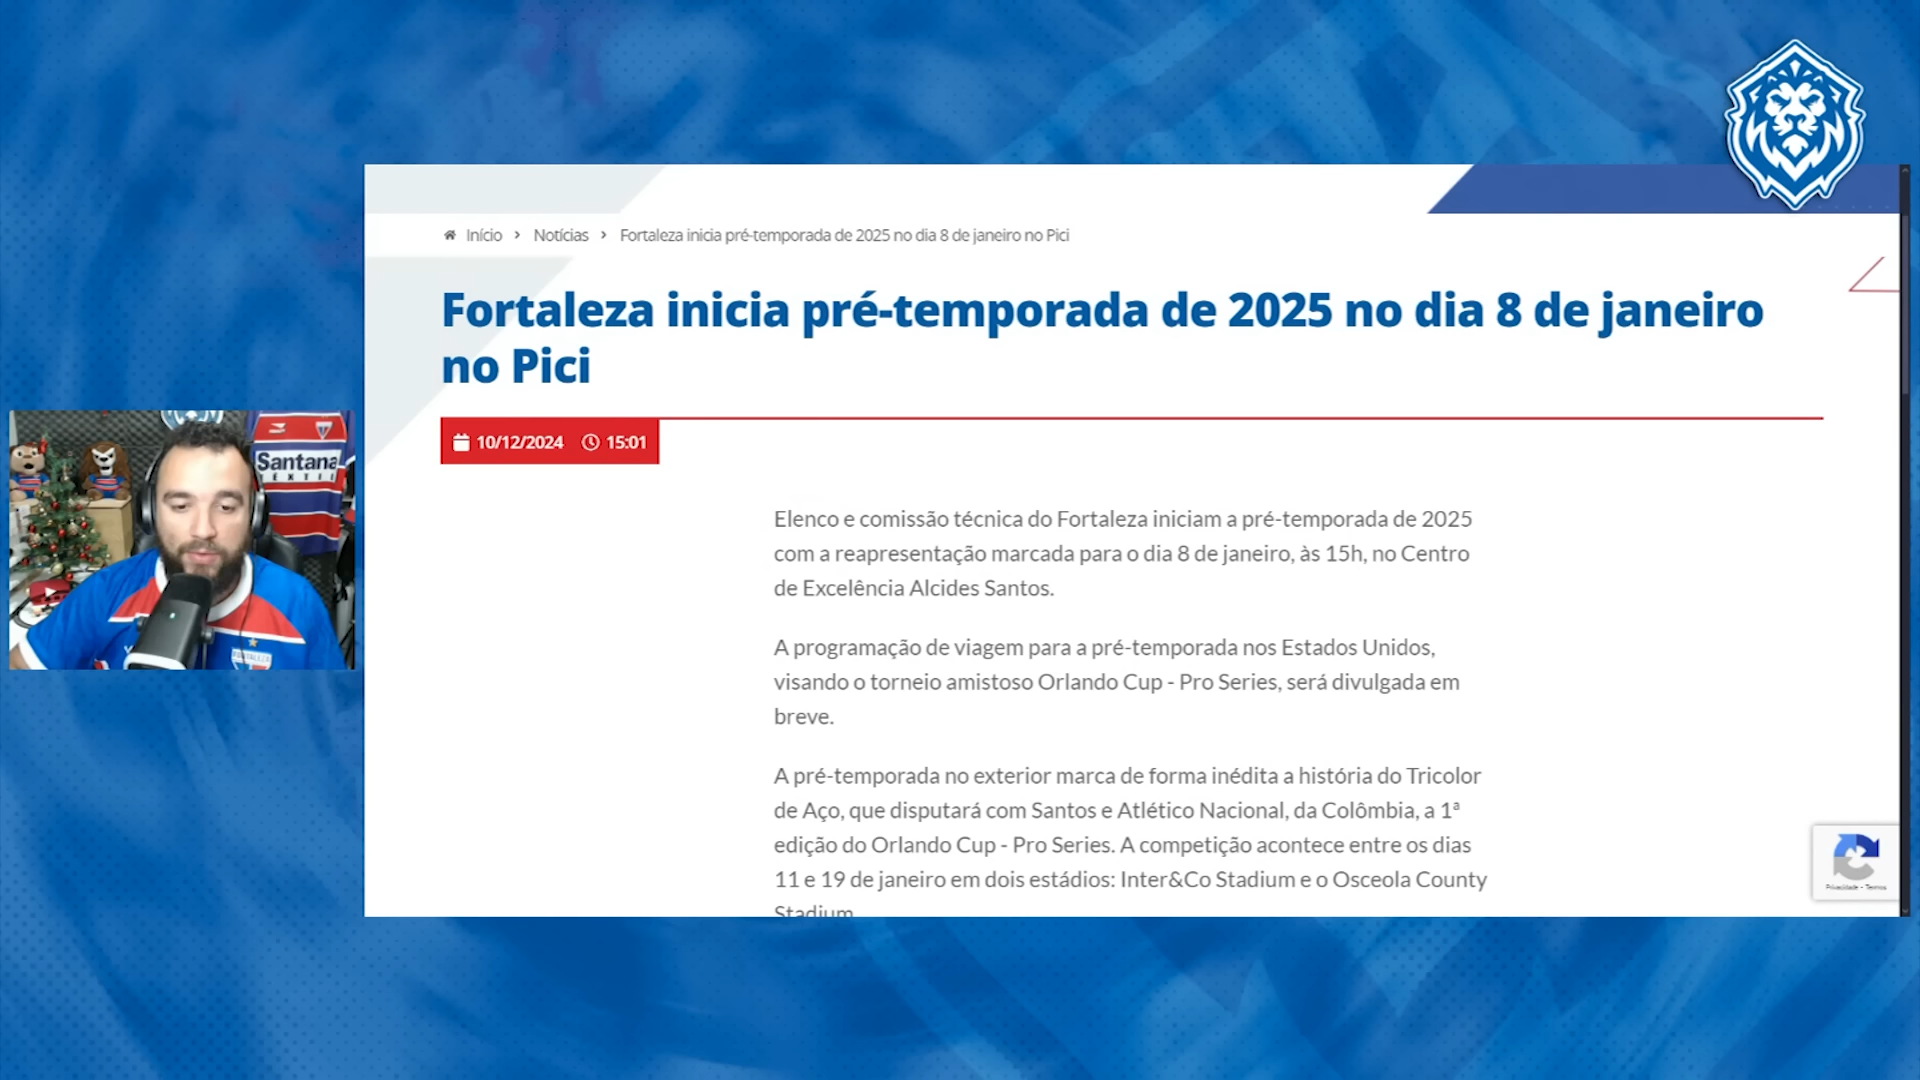 Início > Notícias > Fortaleza inicia pré-temporada de 2025 no dia 8 de janeiro no Pici
Fortaleza inicia pré-temporada de 2025 no dia 8 de janeiro
no Pici
10/12/2024 15:01
Elenco e comissão técnica do Fortaleza iniciam a pré-temporada de 2025
com a reapresentação marcada para o dia 8 de janeiro, às 15h, no Centro
de Excelência Alcides Santos.
A programação de viagem para a pré-temporada nos Estados Unidos,
visando o torneio amistoso Orlando Cup - Pro Series, será divulgada em
breve.
A pré-temporada no exterior marca de forma inédita a história do Tricolor
de Aço, que disputará com Santos e Atlético Nacional, da Colômbia, a 1ª
edição do Orlando Cup - Pro Series. A competição acontece entre os dias
11 e 19 de janeiro em dois estádios: Inter&Co Stadium e o Osceola County
Stadium
Santana
TÊXTIL
FORTALEZA
Privacidade - Termos